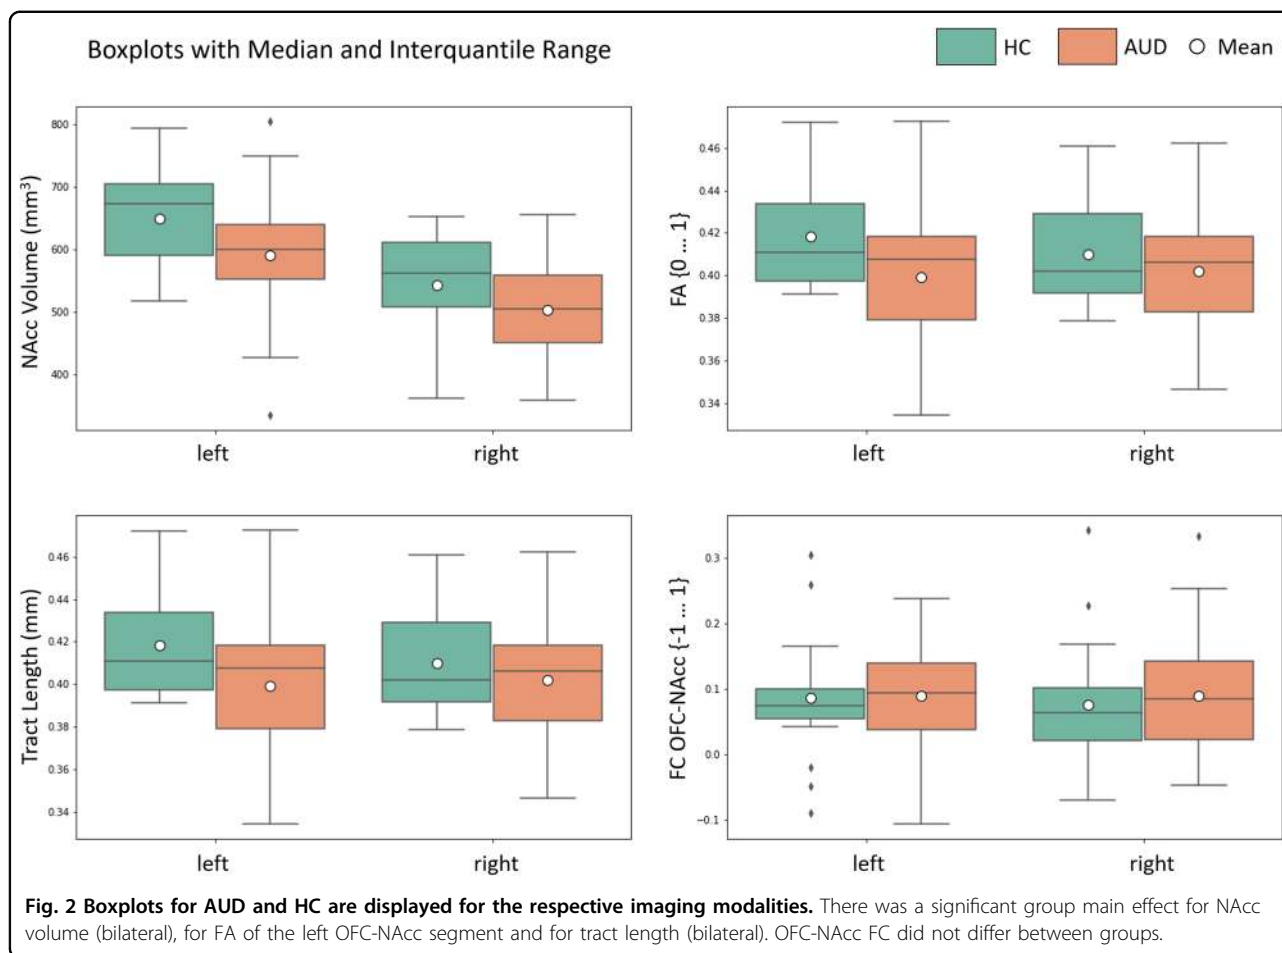 Boxplots with Median and Interquantile Range
HC
AUD
Mean
NAcc Volume (mm³)
800
700
600
500
400
left
right
FA {0 ... 1}
0.46
0.44
0.42
0.40
0.38
0.36
0.34
left
right
Tract Length (mm)
0.46
0.44
0.42
0.40
0.38
0.36
0.34
left
right
FC OFC-NAcc {-1 ... 1}
0.3
0.2
0.1
0.0
−0.1
left
right
Fig. 2 Boxplots for AUD and HC are displayed for the respective imaging modalities. There was a significant group main effect for NAcc
volume (bilateral), for FA of the left OFC-NAcc segment and for tract length (bilateral). OFC-NAcc FC did not differ between groups.